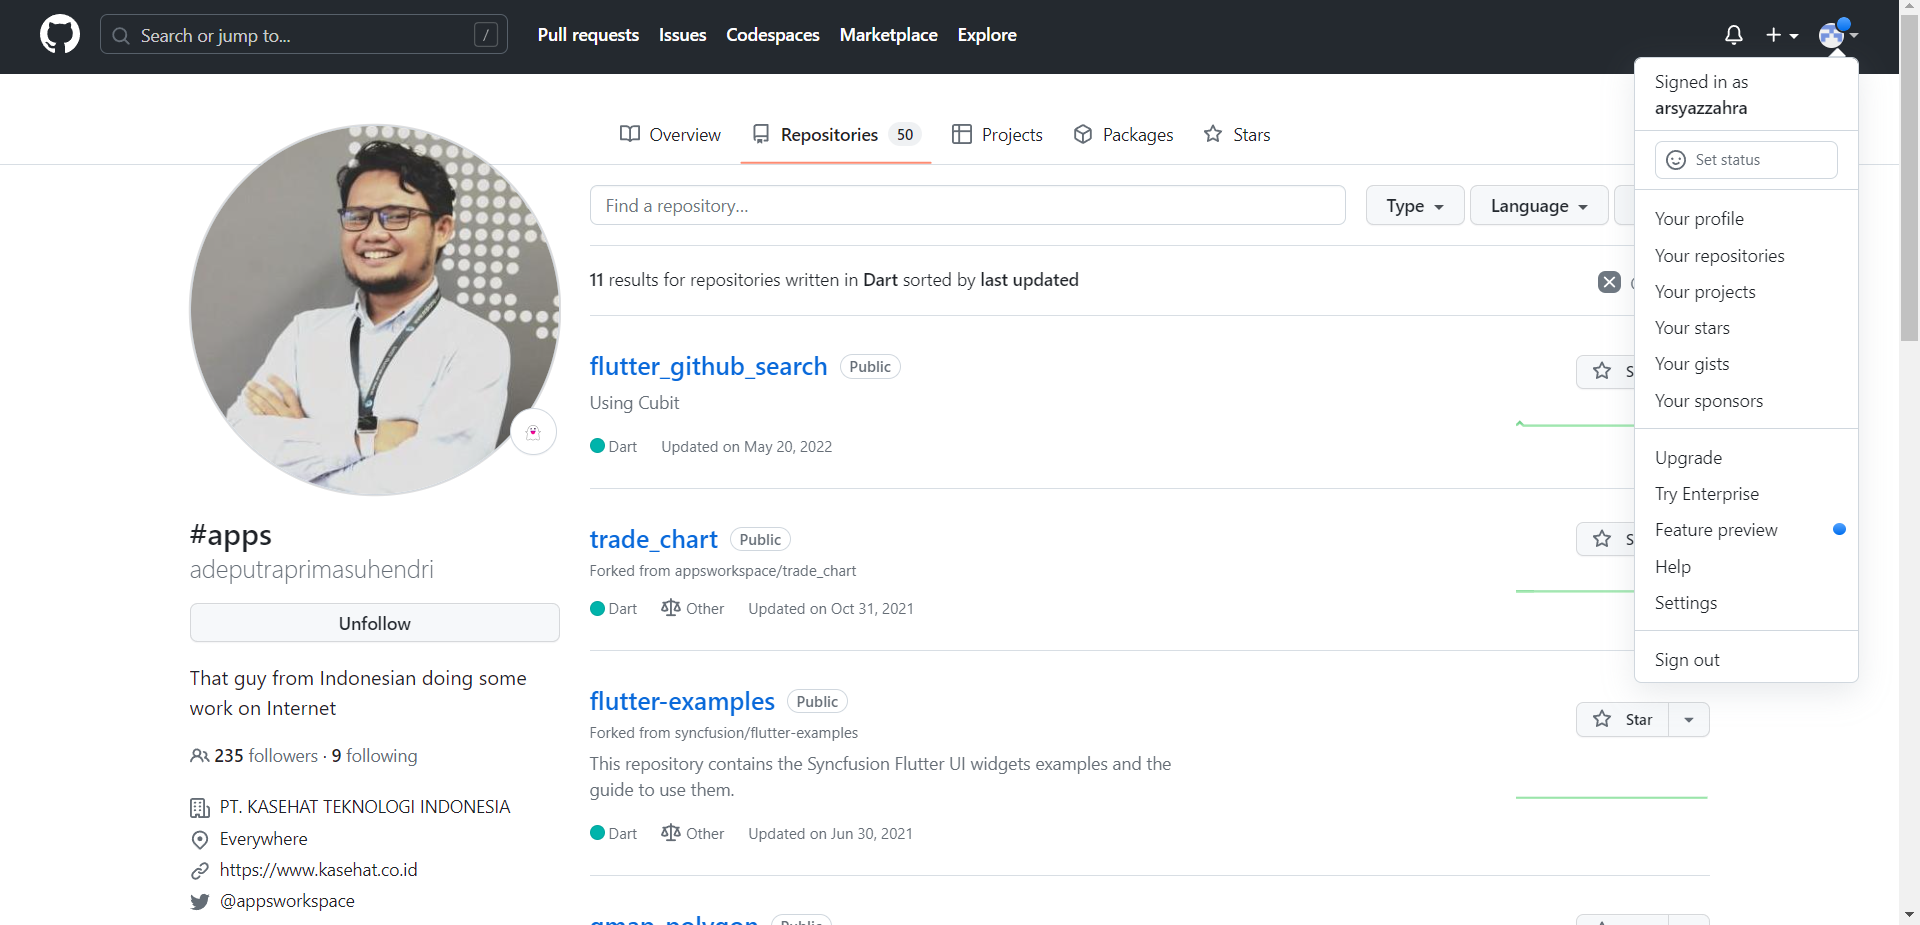 Search or jump to...
/
Pull requests
Issues
Codespaces
Marketplace
Explore
Signed in as
arsyazzahra
Set status
Your profile
Your repositories
Your projects
Your stars
Your gists
Your sponsors
Upgrade
Try Enterprise
Feature preview
Help
Settings
Sign out
Overview
Repositories 50
Projects
Packages
Stars
#apps
adeputraprimasuhendri
Unfollow
That guy from Indonesian doing some
work on Internet
235 followers · 9 following
PT. KASEHAT TEKNOLOGI INDONESIA
Everywhere
https://www.kasehat.co.id
@appsworkspace
Find a repository...
Type
Language
11 results for repositories written in Dart sorted by last updated
flutter_github_search Public
Using Cubit
Dart Updated on May 20, 2022
trade_chart Public
Forked from appsworkspace/trade_chart
Dart Other Updated on Oct 31, 2021
flutter-examples Public
Star
Forked from syncfusion/flutter-examples
This repository contains the Syncfusion Flutter UI widgets examples and the
guide to use them.
Dart Other Updated on Jun 30, 2021
gmap_polygon Public